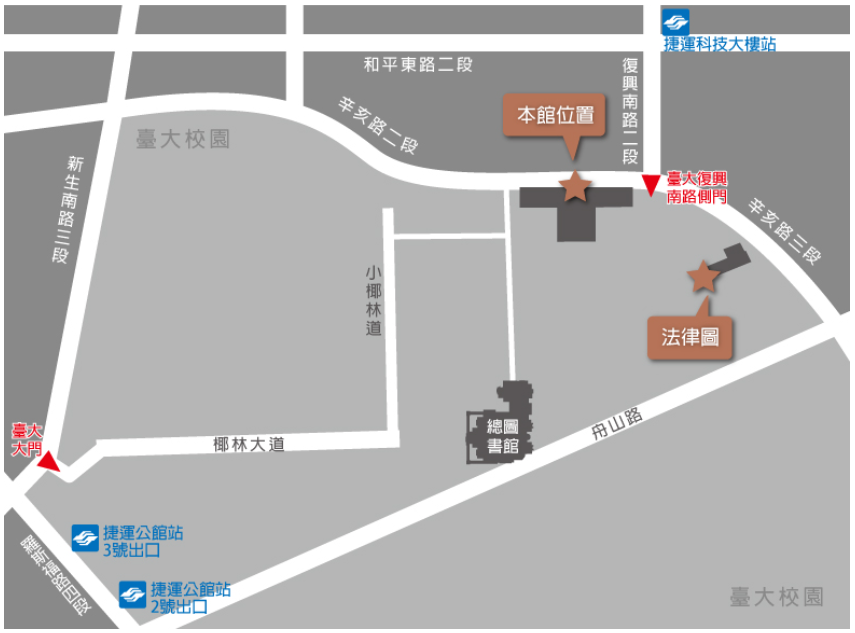 捷運科技大樓站
和平東路二段
復興南路二段
本館位置
辛亥路二段
臺大校園
新生南路三段
臺大復興
南路側門
辛亥路三段
小椰林道
法律圖
臺大
大門
椰林大道
總圖
書館
舟山路
捷運公館站
3號出口
羅斯福路四段
捷運公館站
2號出口
臺大校園